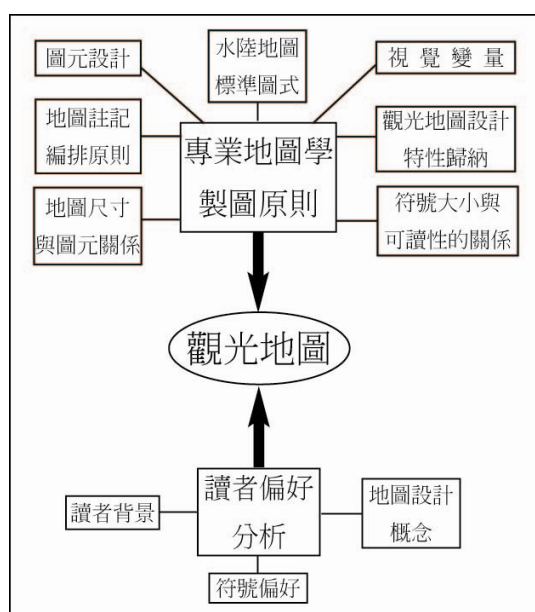 圖元設計
水陸地圖
標準圖式
視覺變量
地圖註記
編排原則
專業地圖學
製圖原則
觀光地圖設計
特性歸納
地圖尺寸
與圖元關係
符號大小與
可讀性的關係
觀光地圖
讀者偏好
分析
讀者背景
地圖設計
概念
符號偏好